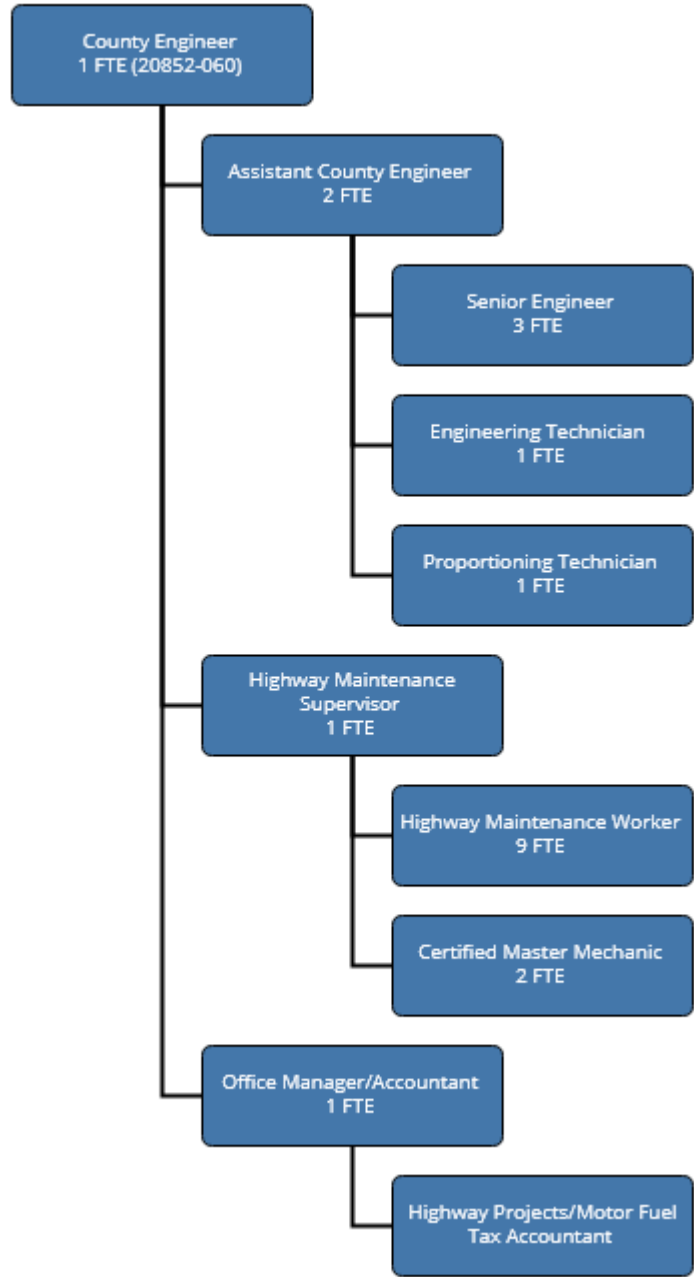 County Engineer
1 FTE (20852-060)
Assistant County Engineer
2 FTE
Senior Engineer
3 FTE
Engineering Technician
1 FTE
Proportioning Technician
1 FTE
Highway Maintenance
Supervisor
1 FTE
Highway Maintenance Worker
9 FTE
Certified Master Mechanic
2 FTE
Office Manager/Accountant
1 FTE
Highway Projects/Motor Fuel
Tax Accountant